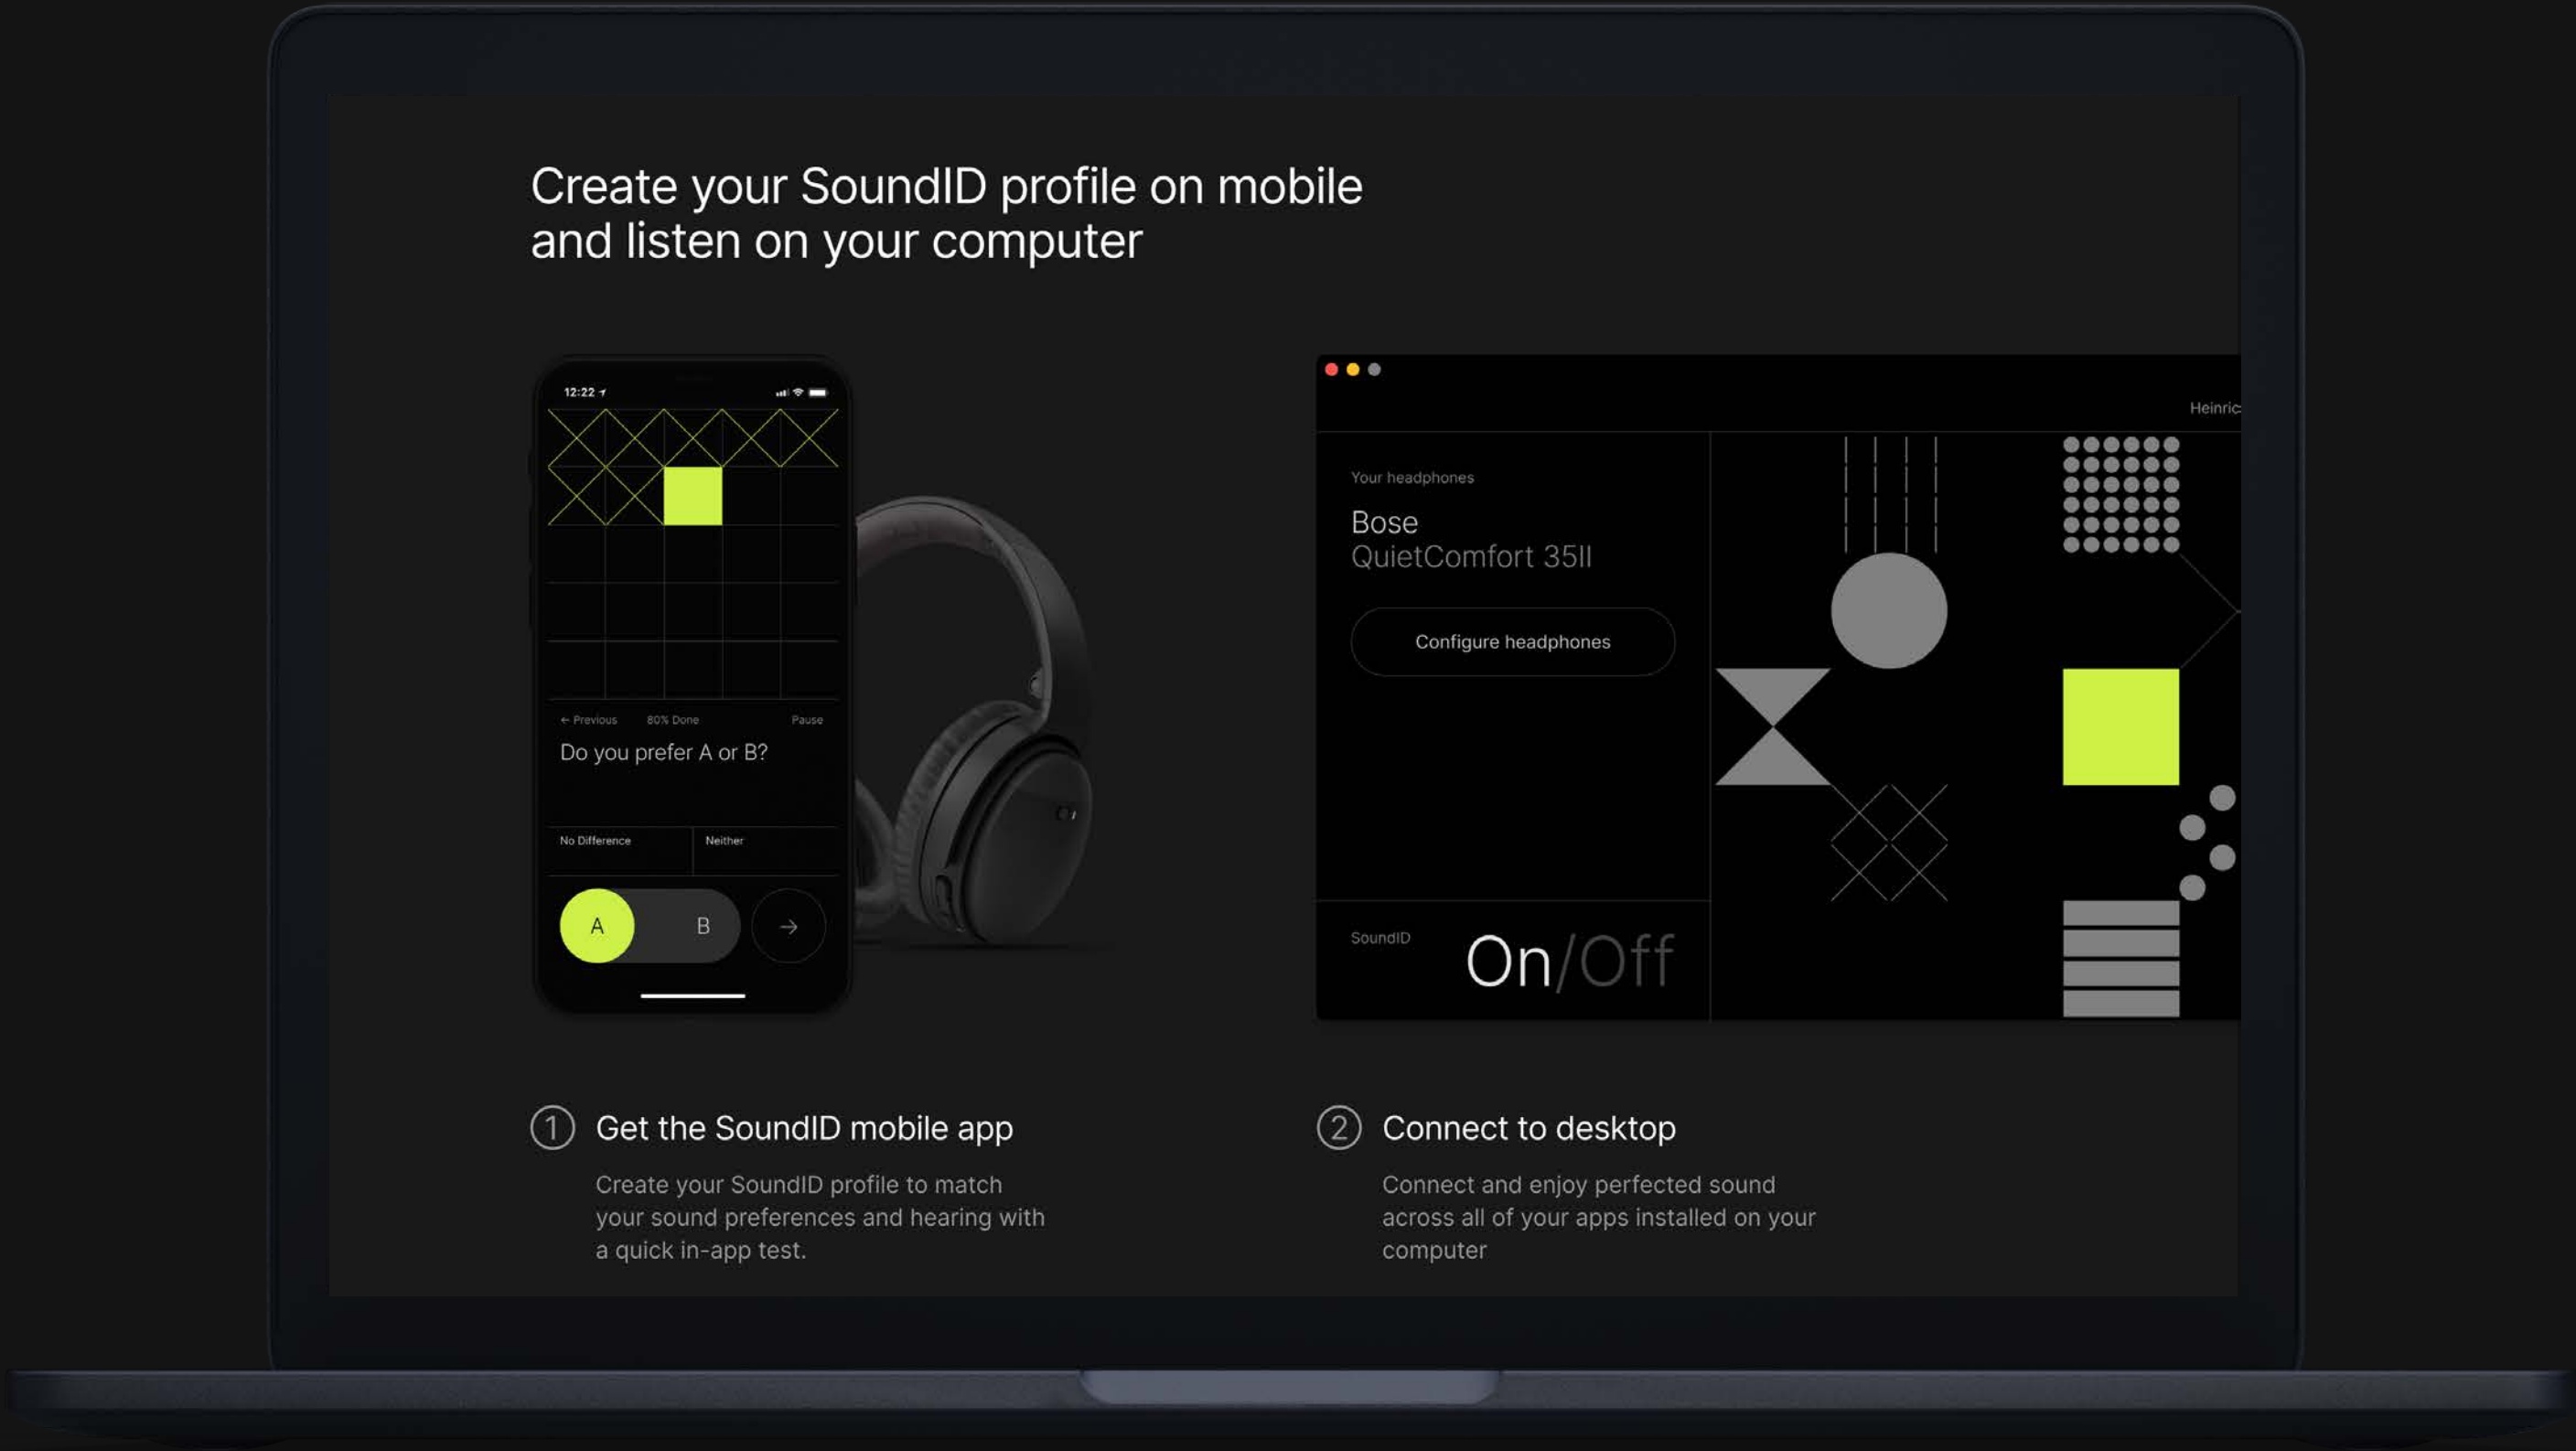 Create your SoundID profile on mobile
and listen on your computer
12:22
← Previous 80% Done Pause
Do you prefer A or B?
No Difference Neither
A B →
Heinric
Your headphones
Bose
QuietComfort 35II
Configure headphones
SoundID On/Off
1 Get the SoundID mobile app
Create your SoundID profile to match
your sound preferences and hearing with
a quick in-app test.
2 Connect to desktop
Connect and enjoy perfected sound
across all of your apps installed on your
computer